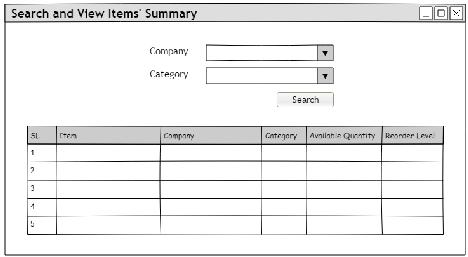 Search and View Items' Summary
Company
Category
Search
SL Item Company Category Available Quantity Reorder Level
1
2
3
4
5